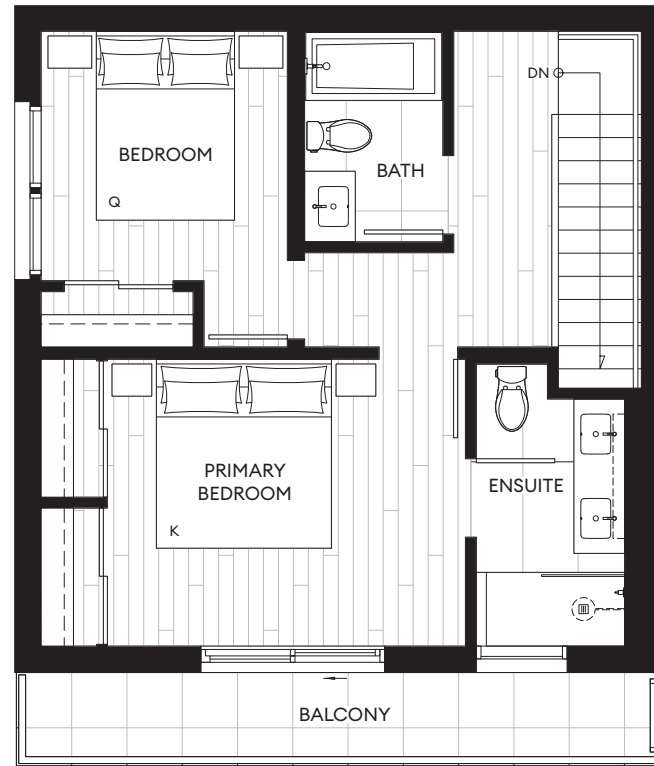 DN
BEDROOM
BATH
Q
PRIMARY
BEDROOM
ENSUITE
K
BALCONY